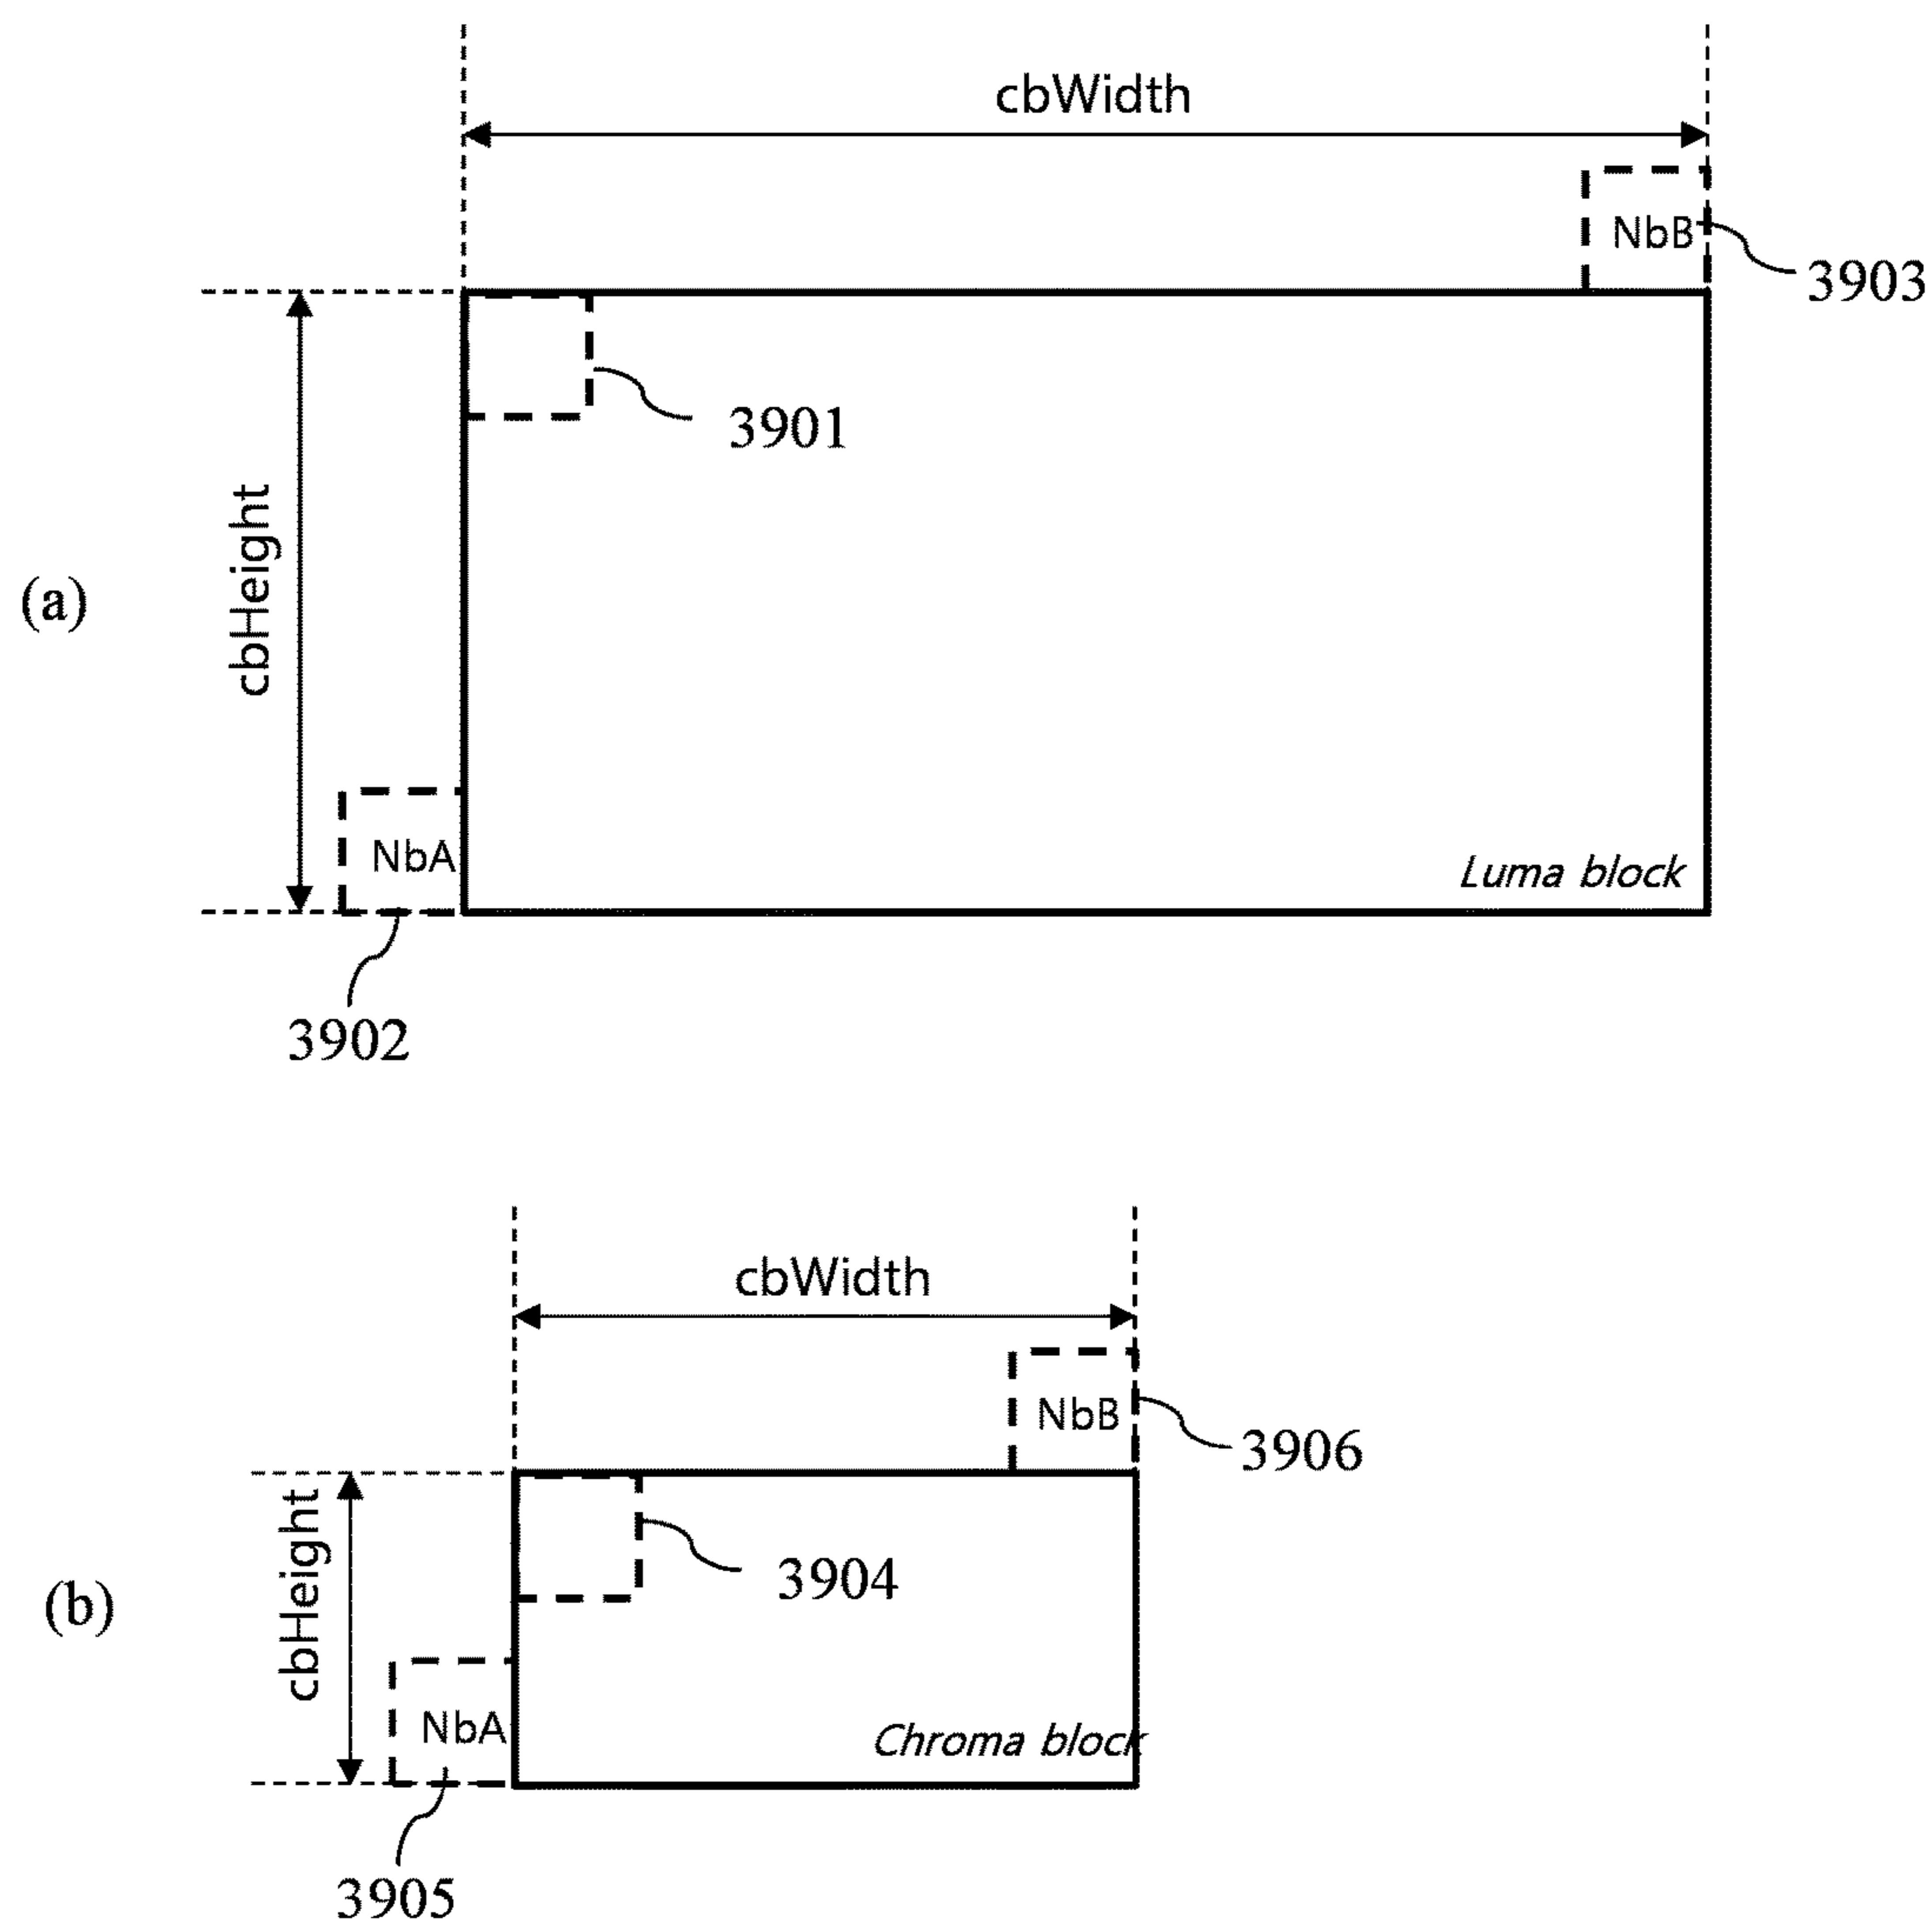 cbWidth
NbB
3903
3901
cbHeight
(a)
NbA
Luma block
3902
cbWidth
NbB
3906
cbHeight
3904
(b)
NbA
Chroma block
3905